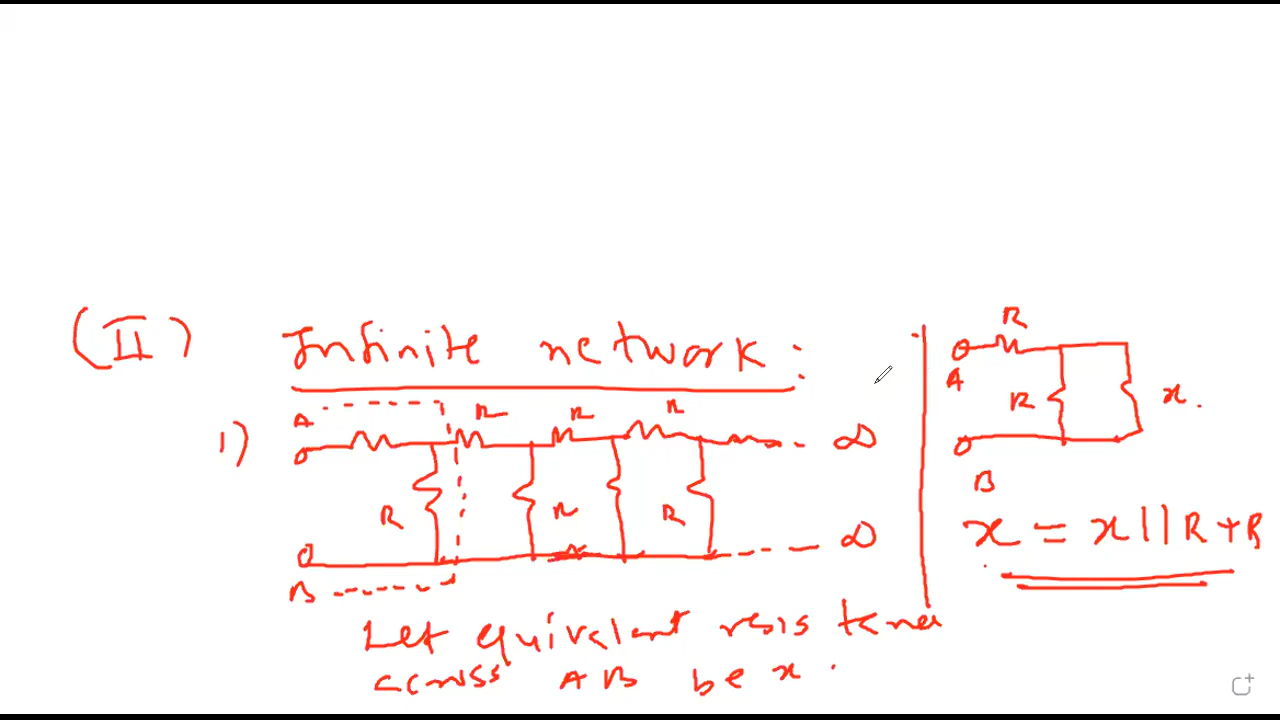 (II) Infinite network:
1) A R R R ∞
R R R ∞
B
Let equivalent resistance
across AB be x.
R
A R x.
B
x = x||R+R